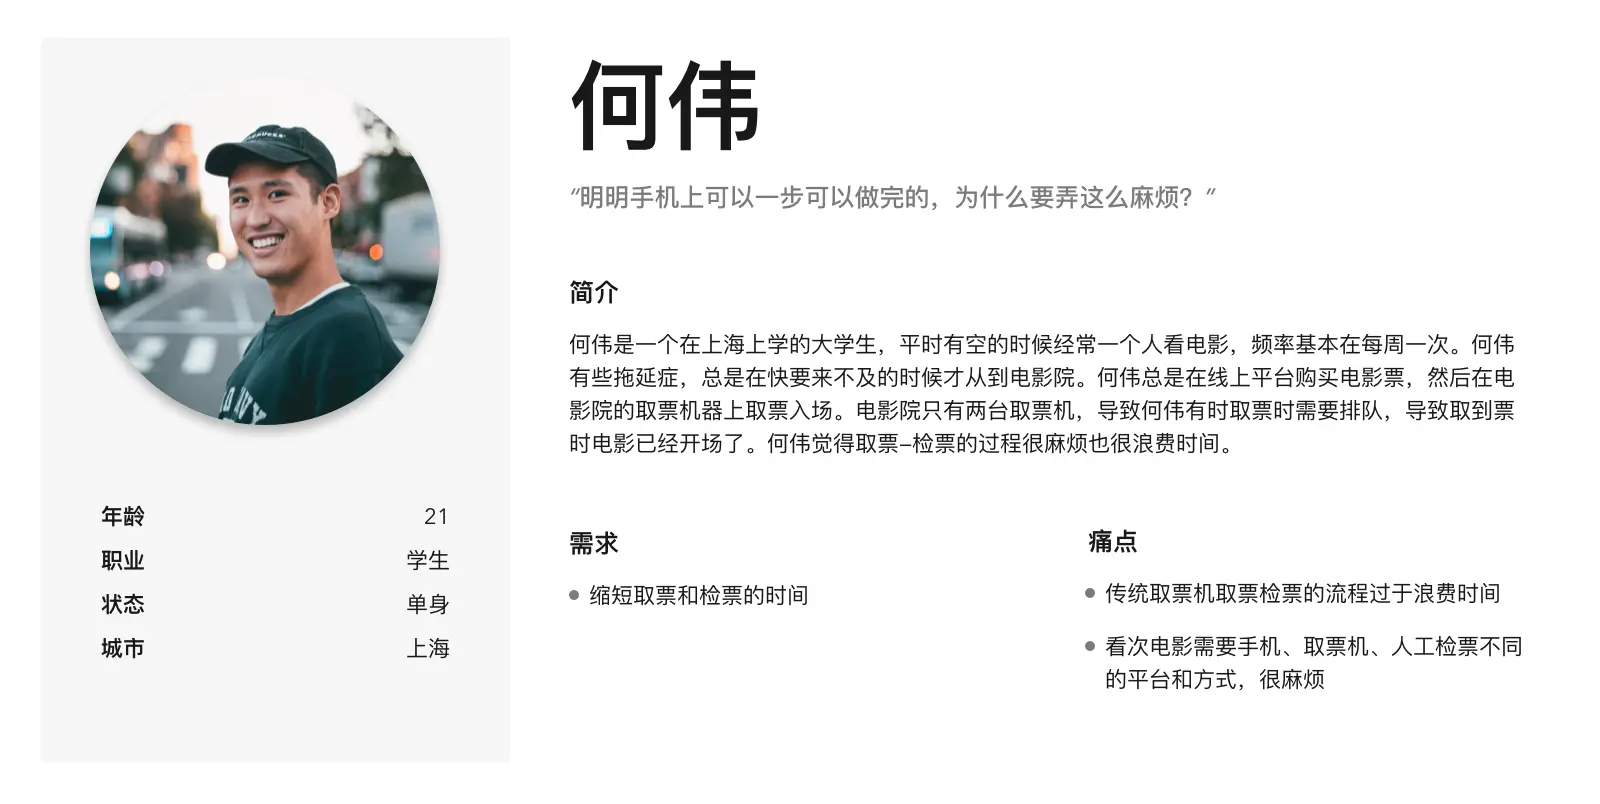 何伟
“明明手机上可以一步可以做完的，为什么要弄这么麻烦？”
简介
何伟是一个在上海上学的大学生，平时有空的时候经常一个人看电影，频率基本在每周一次。何伟
有些拖延症，总是在快要来不及的时候才从到电影院。何伟总是在线上平台购买电影票，然后在电
影院的取票机器上取票入场。电影院只有两台取票机，导致何伟有时取票时需要排队，导致取到票
时电影已经开场了。何伟觉得取票–检票的过程很麻烦也很浪费时间。
年龄 21
职业 学生
状态 单身
城市 上海
需求
缩短取票和检票的时间
痛点
传统取票机取票检票的流程过于浪费时间
看次电影需要手机、取票机、人工检票不同
的平台和方式，很麻烦